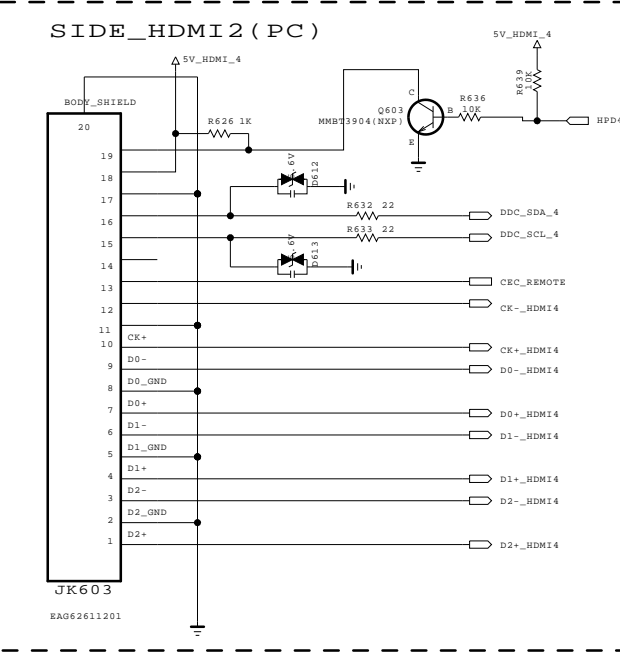 SIDE_HDMI2(PC)
5V_HDMI_4
5V_HDMI_4
R639
10K
BODY_SHIELD
20
C
R636
10K
Q603
B
MMBT3904(NXP)
HPD4
R626 1K
E
19
.6V
D612
18
17
R632 22
DDC_SDA_4
16
R633 22
DDC_SCL_4
15
.6V
D613
14
CEC_REMOTE
13
CK-_HDMI4
12
11
CK+
10
CK+_HDMI4
D0-
9
D0-_HDMI4
D0_GND
8
D0+
7
D0+_HDMI4
D1-
6
D1-_HDMI4
D1_GND
5
D1+
4
D1+_HDMI4
D2-
3
D2-_HDMI4
D2_GND
2
D2+
1
D2+_HDMI4
JK603
EAG62611201